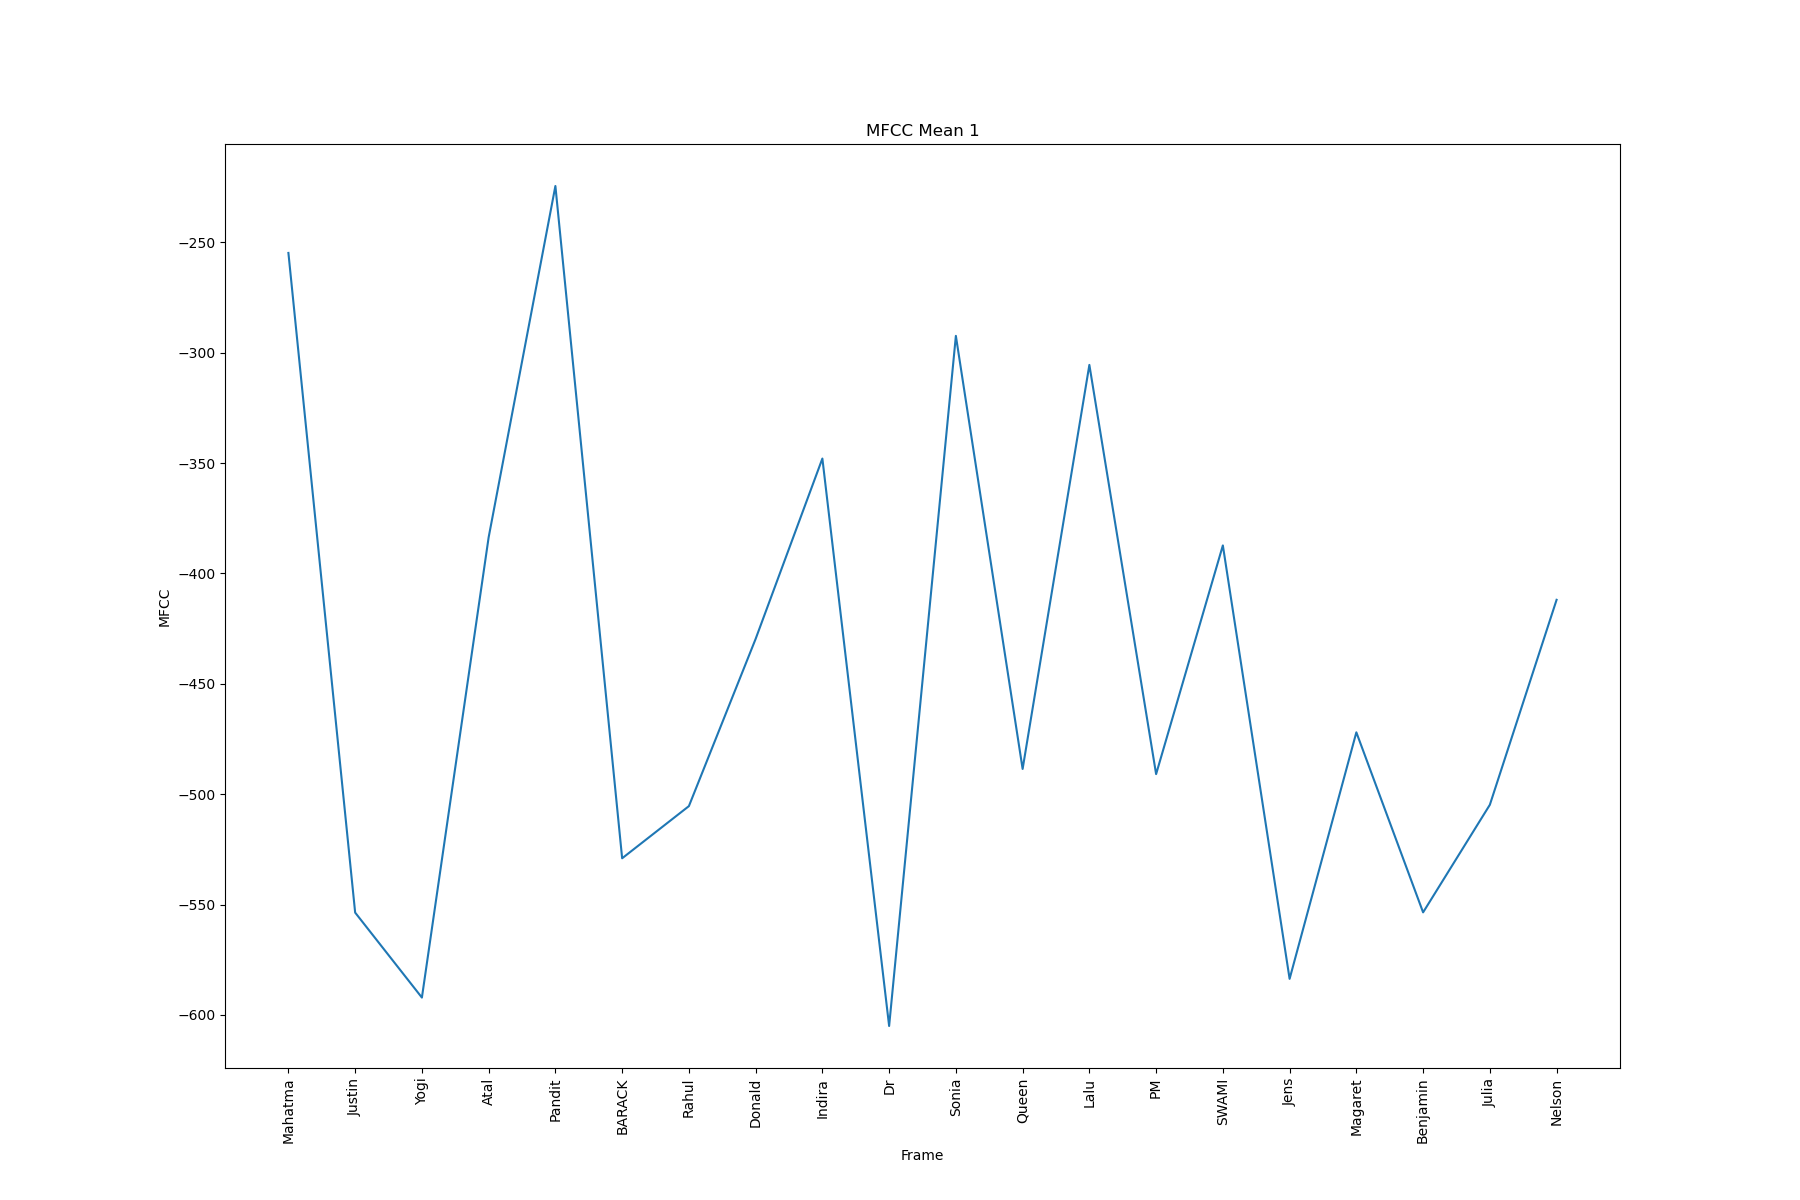 MFCC Mean 1
−250
−300
−350
−400
−450
−500
−550
−600
MFCC
Mahatma
Justin
Yogi
Atal
Pandit
BARACK
Rahul
Donald
Indira
Dr
Sonia
Queen
Lalu
PM
SWAMI
Jens
Magaret
Benjamin
Julia
Nelson
Frame